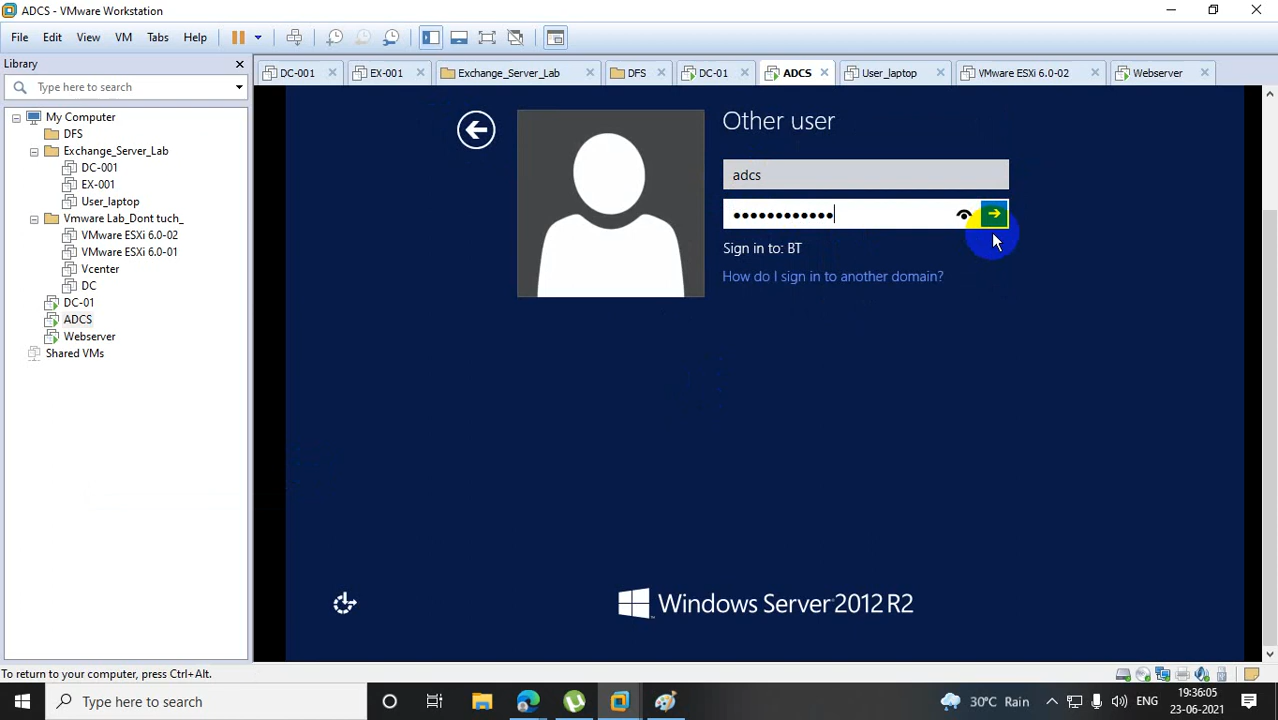 ADCS - VMware Workstation
File Edit View VM Tabs Help
Library
Type here to search
My Computer
DFS
Exchange_Server_Lab
DC-001
EX-001
User_laptop
Vmware Lab_Dont tuch_
VMware ESXi 6.0-02
VMware ESXi 6.0-01
Vcenter
DC
DC-01
ADCS
Webserver
Shared VMs
DC-001 EX-001 Exchange_Server_Lab DFS DC-01 ADCS User_laptop VMware ESXi 6.0-02 Webserver
Other user
adcs
Sign in to: BT
How do I sign in to another domain?
Windows Server 2012 R2
To return to your computer, press Ctrl+Alt.
Type here to search
30°C Rain
ENG
19:36:05
23-06-2021